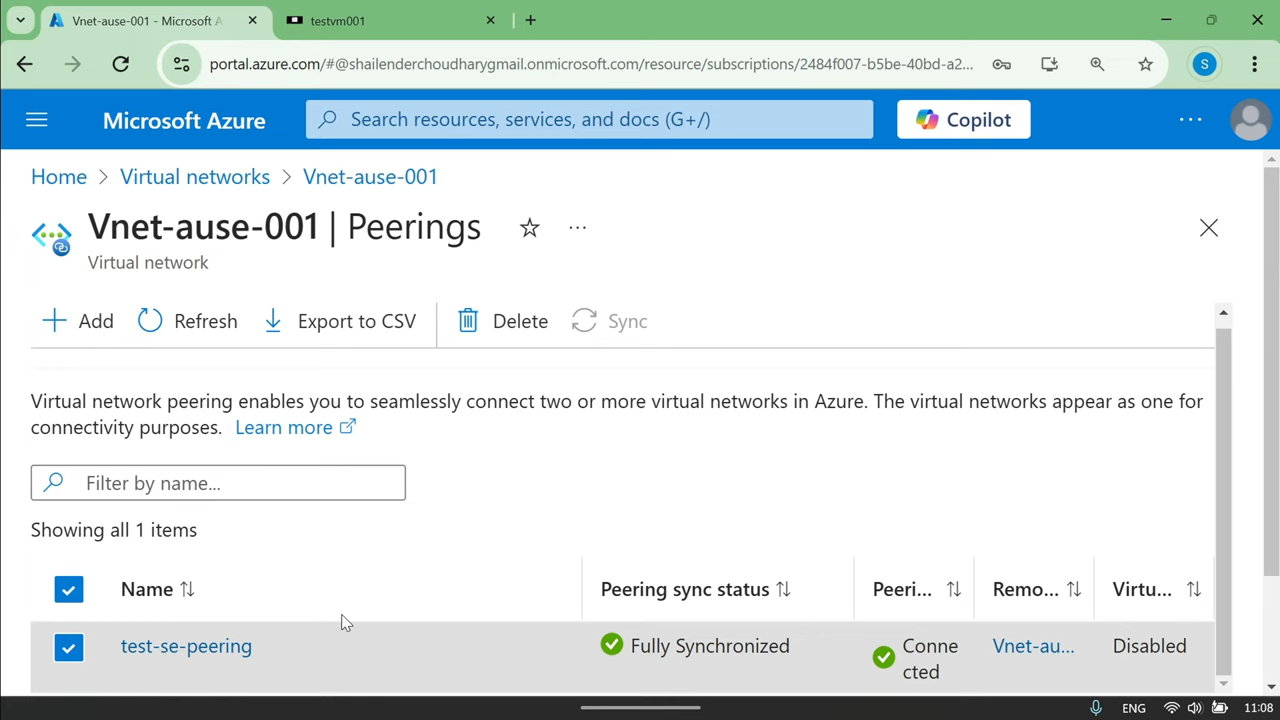 Vnet-ause-001 - Microsoft A
testvm001
portal.azure.com/#@shailenderchoudharygmail.onmicrosoft.com/resource/subscriptions/2484f007-b5be-40bd-a2...
S
Microsoft Azure
Search resources, services, and docs (G+/)
Copilot
Home > Virtual networks > Vnet-ause-001
Vnet-ause-001 | Peerings
Virtual network
Add
Refresh
Export to CSV
Delete
Sync
Virtual network peering enables you to seamlessly connect two or more virtual networks in Azure. The virtual networks appear as one for
connectivity purposes. Learn more
Filter by name...
Showing all 1 items
Name
Peering sync status
Peeri...
Remo...
Virtu...
test-se-peering
Fully Synchronized
Conne
cted
Vnet-au...
Disabled
ENG
11:08